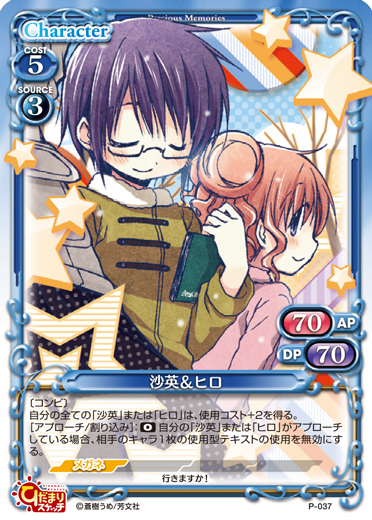 Precious Memories
Character
COST
5
SOURCE
3
70 AP
DP 70
沙英&ヒロ
〔コンビ〕
自分の全ての「沙英」または「ヒロ」は、使用コスト+2を得る。
[アプローチ/割り込み]:自分の「沙英」または「ヒロ」がアプローチ
している場合、相手のキャラ1枚の使用型テキストの使用を無効にす
る。
メガネ
行きますか!
ひだまりスケッチ
©蒼樹うめ/芳文社
P-037